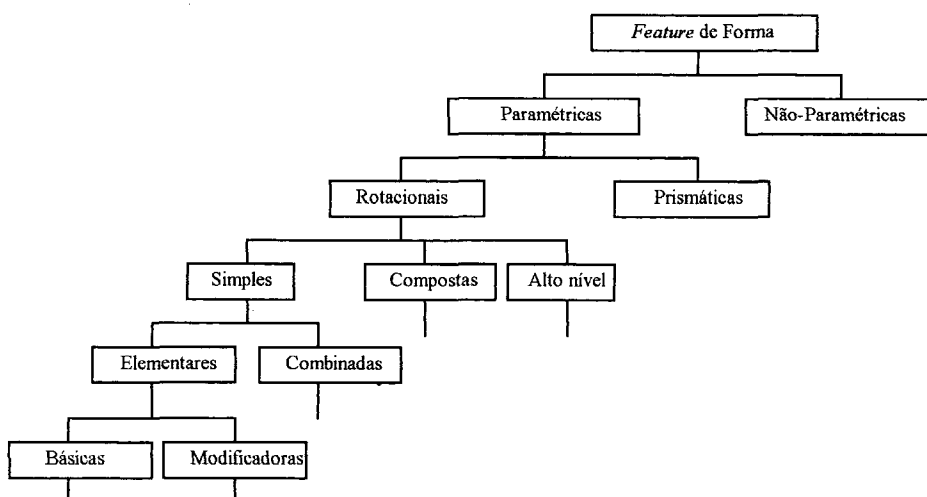 Feature de Forma
Paramétricas
Não-Paramétricas
Rotacionais
Prismáticas
Simples
Compostas
Alto nível
Elementares
Combinadas
Básicas
Modificadoras